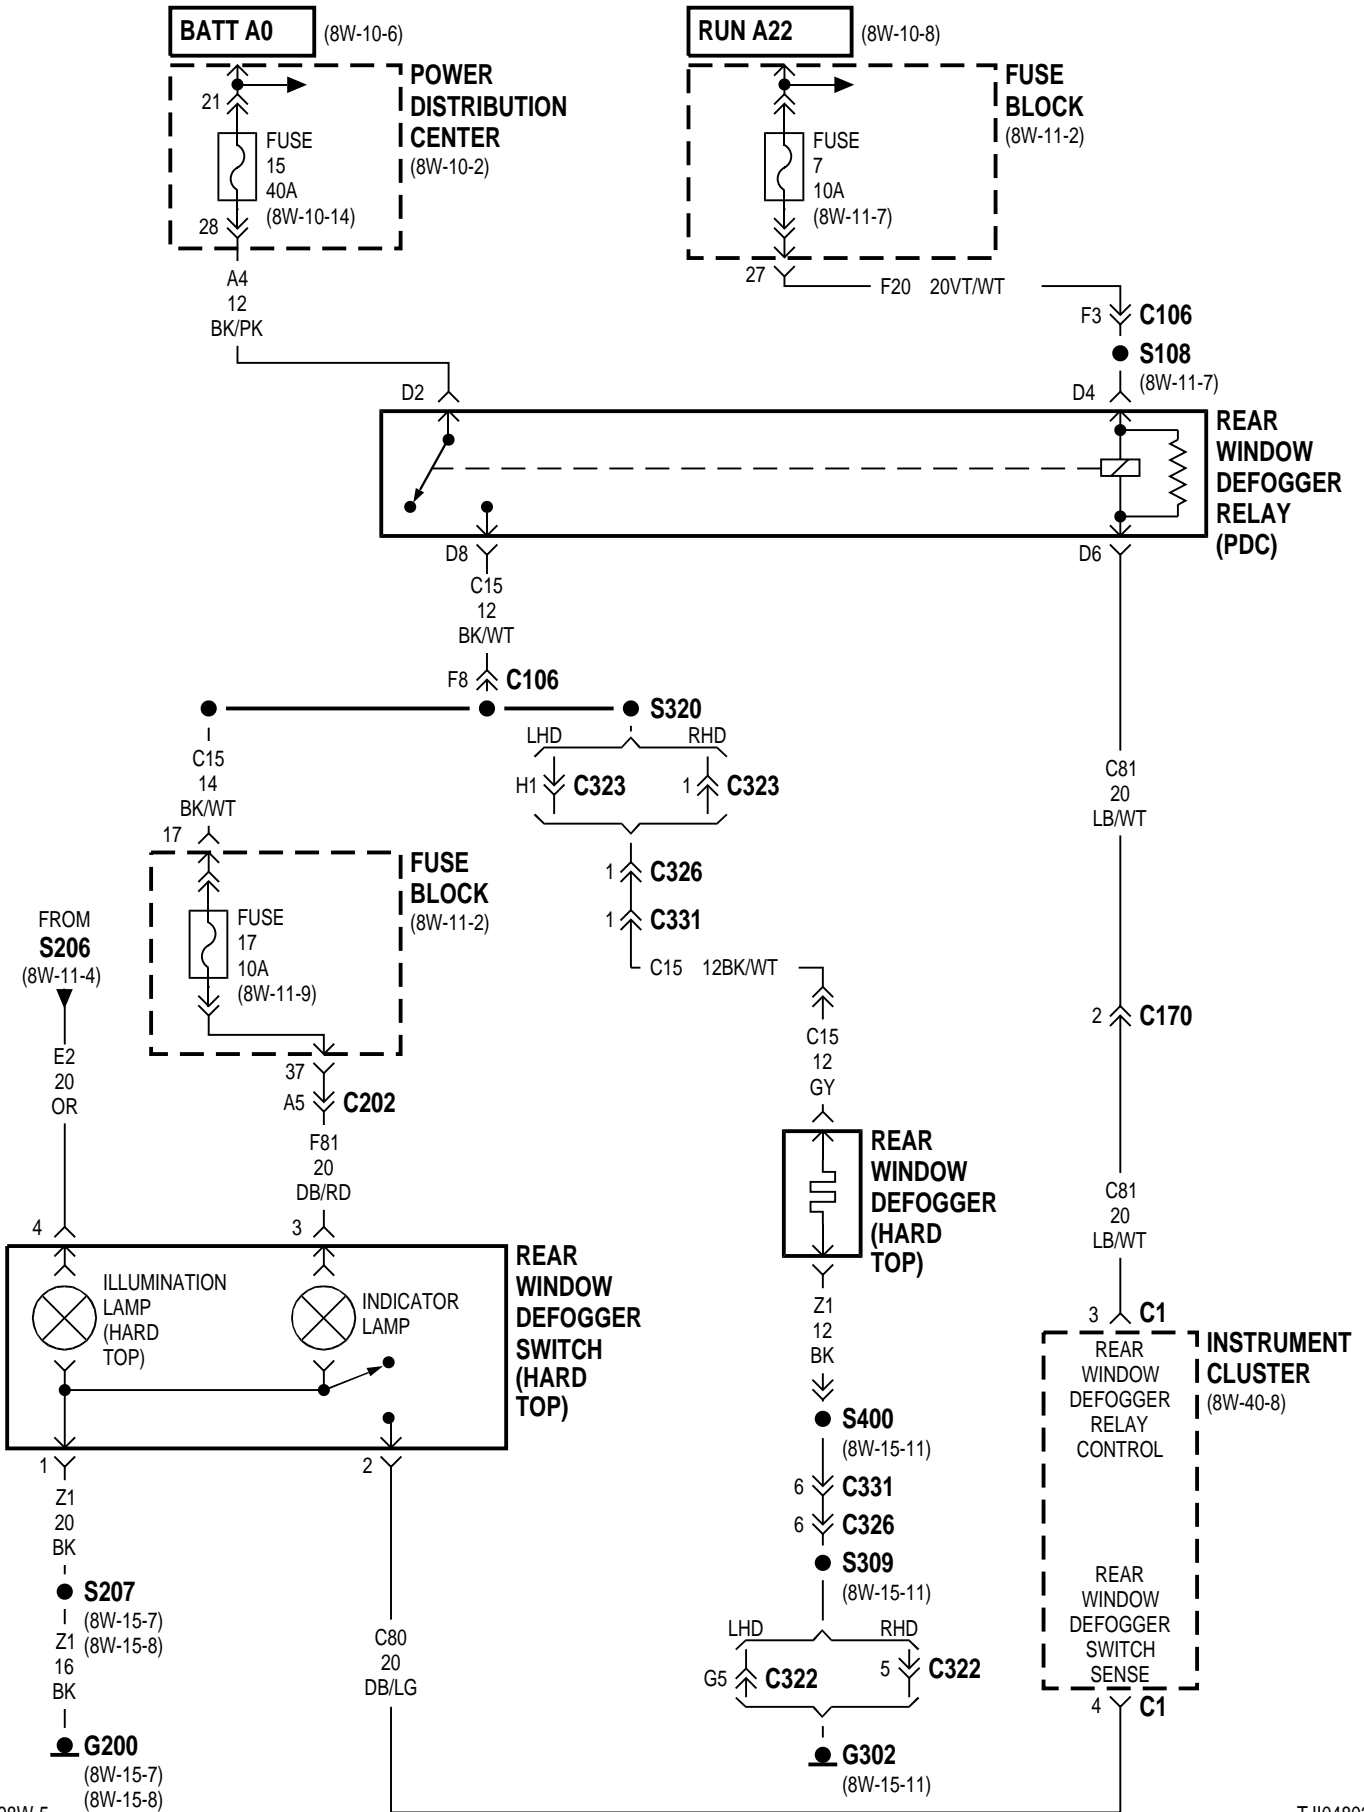 BATT A0 (8W-10-6)
POWER
DISTRIBUTION
CENTER
(8W-10-2)
21
FUSE
15
40A
(8W-10-14)
28
A4
12
BK/PK
RUN A22 (8W-10-8)
FUSE
BLOCK
(8W-11-2)
FUSE
7
10A
(8W-11-7)
27
F20 20VT/WT
F3 C106
S108
(8W-11-7)
D2
D4
REAR
WINDOW
DEFOGGER
RELAY
(PDC)
D8
D6
C15
12
BK/WT
F8 C106
S320
LHD RHD
H1 C323
1 C323
C15
14
BK/WT
17
FUSE
BLOCK
(8W-11-2)
FUSE
17
10A
(8W-11-9)
1 C326
1 C331
C15 12BK/WT
C81
20
LB/WT
2 C170
FROM
S206
(8W-11-4)
E2
20
OR
37
A5 C202
F81
20
DB/RD
C15
12
GY
REAR
WINDOW
DEFOGGER
(HARD
TOP)
C81
20
LB/WT
4
3
ILLUMINATION
LAMP
(HARD
TOP)
INDICATOR
LAMP
REAR
WINDOW
DEFOGGER
SWITCH
(HARD
TOP)
1
2
Z1
12
BK
S400
(8W-15-11)
6 C331
6 C326
S309
(8W-15-11)
LHD RHD
G5 C322
5 C322
G302
(8W-15-11)
3 C1
INSTRUMENT
CLUSTER
(8W-40-8)
REAR
WINDOW
DEFOGGER
RELAY
CONTROL
REAR
WINDOW
DEFOGGER
SWITCH
SENSE
4 C1
Z1
20
BK
S207
(8W-15-7)
(8W-15-8)
Z1
16
BK
G200
(8W-15-7)
(8W-15-8)
C80
20
DB/LG